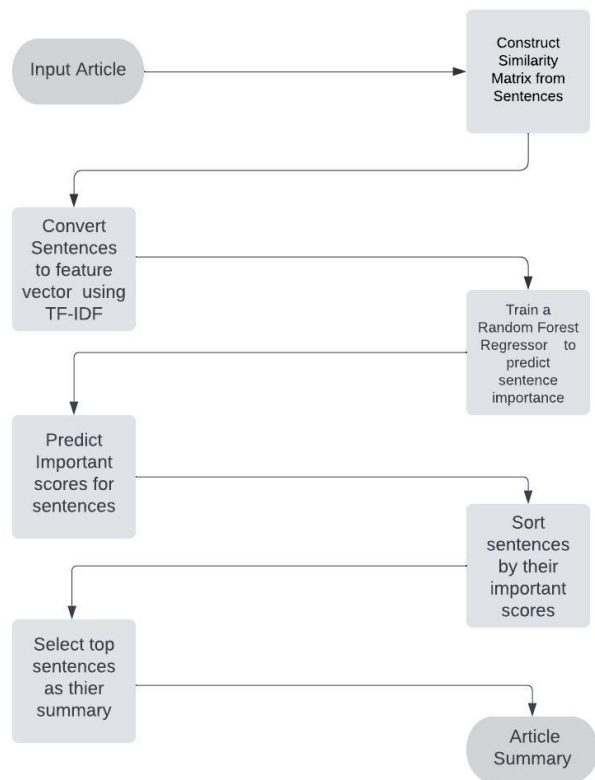 Input Article
Construct
Similarity
Matrix from
Sentences
Convert
Sentences
to feature
vector using
TF-IDF
Train a
Random Forest
Regressor to
predict
sentence
importance
Predict
Important
scores for
sentences
Sort
sentences
by their
important
scores
Select top
sentences
as thier
summary
Article
Summary